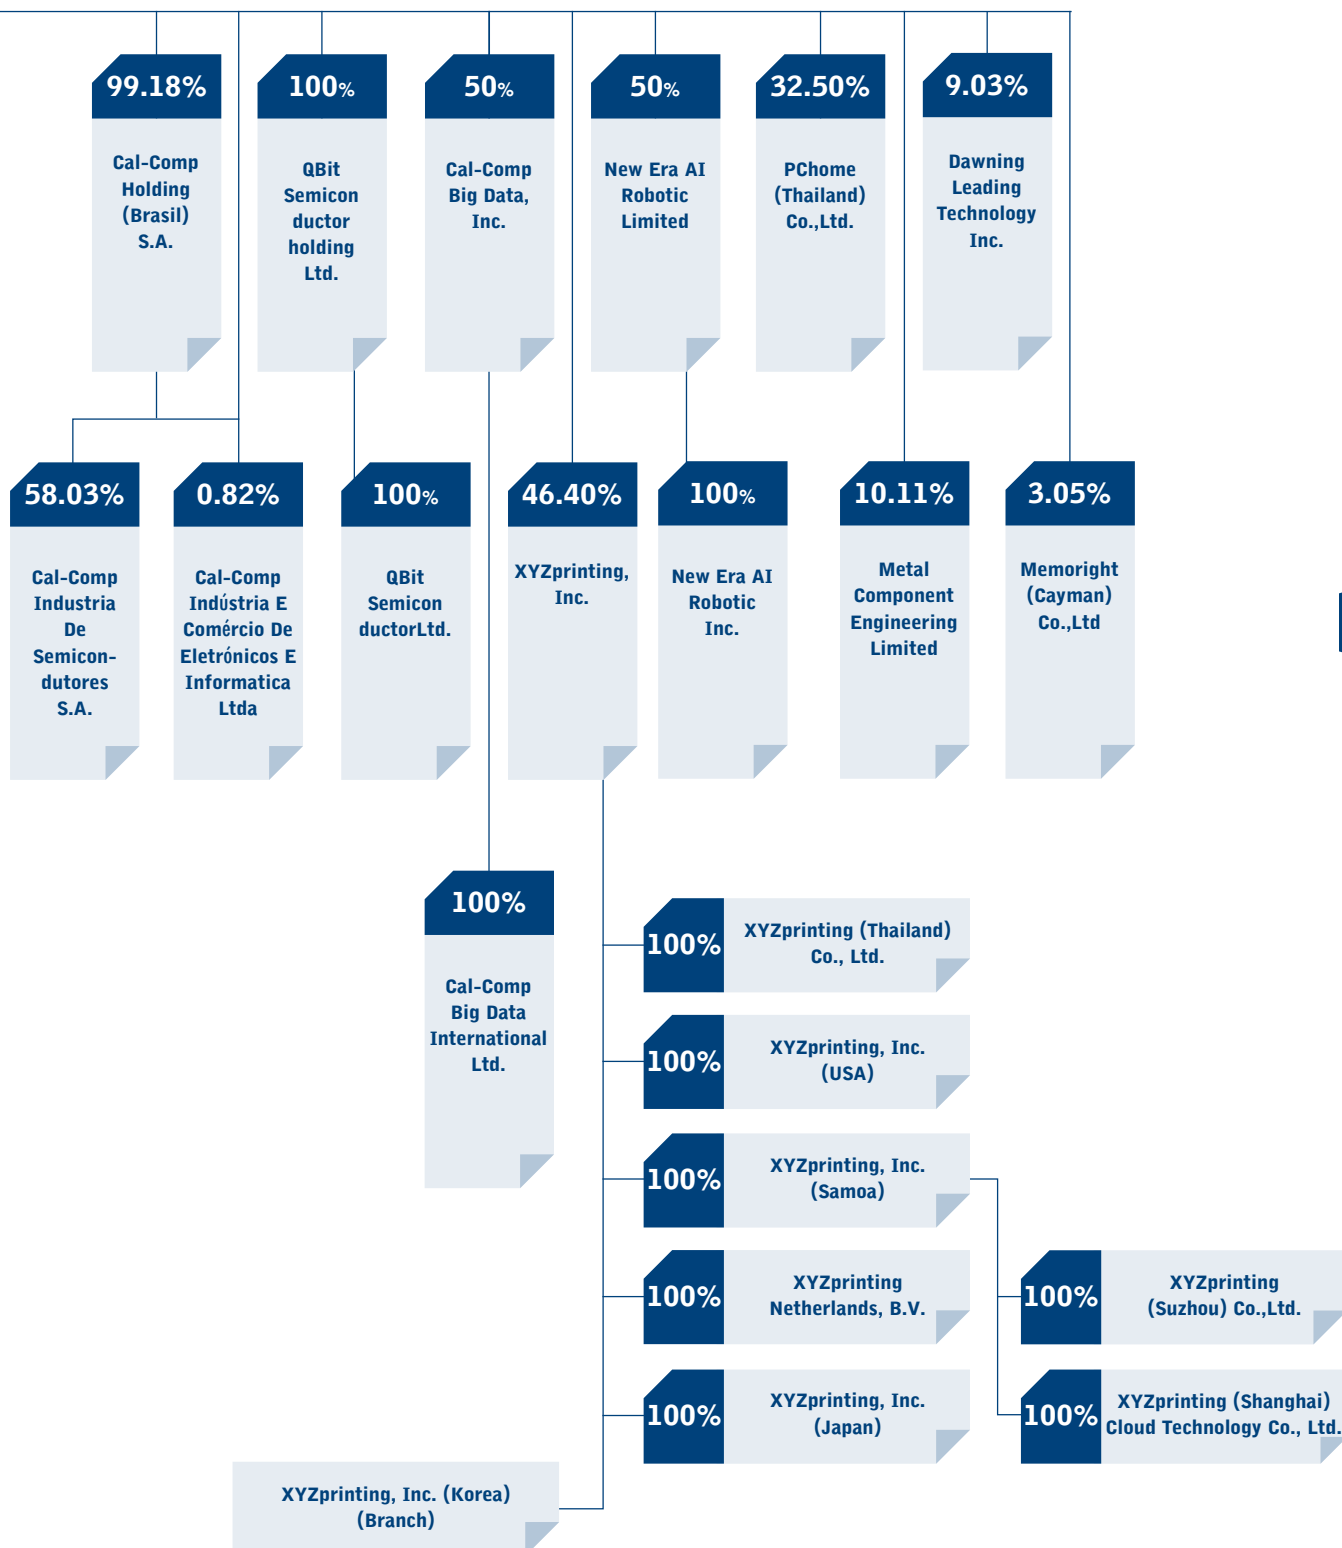 99.18%
Cal-Comp
Holding
(Brasil)
S.A.
100%
QBit
Semicon
ductor
holding
Ltd.
50%
Cal-Comp
Big Data,
Inc.
50%
New Era AI
Robotic
Limited
32.50%
PChome
(Thailand)
Co.,Ltd.
9.03%
Dawning
Leading
Technology
Inc.
58.03%
Cal-Comp
Industria
De
Semicon-
dutores
S.A.
0.82%
Cal-Comp
Indústria E
Comércio De
Eletrónicos E
Informatica
Ltda
100%
QBit
Semicon
ductorLtd.
46.40%
XYZprinting,
Inc.
100%
New Era AI
Robotic
Inc.
10.11%
Metal
Component
Engineering
Limited
3.05%
Memoright
(Cayman)
Co.,Ltd
100%
Cal-Comp
Big Data
International
Ltd.
100%
XYZprinting (Thailand)
Co., Ltd.
100%
XYZprinting, Inc.
(USA)
100%
XYZprinting, Inc.
(Samoa)
100%
XYZprinting
Netherlands, B.V.
100%
XYZprinting
(Suzhou) Co.,Ltd.
100%
XYZprinting, Inc.
(Japan)
100%
XYZprinting (Shanghai)
Cloud Technology Co., Ltd.
XYZprinting, Inc. (Korea)
(Branch)